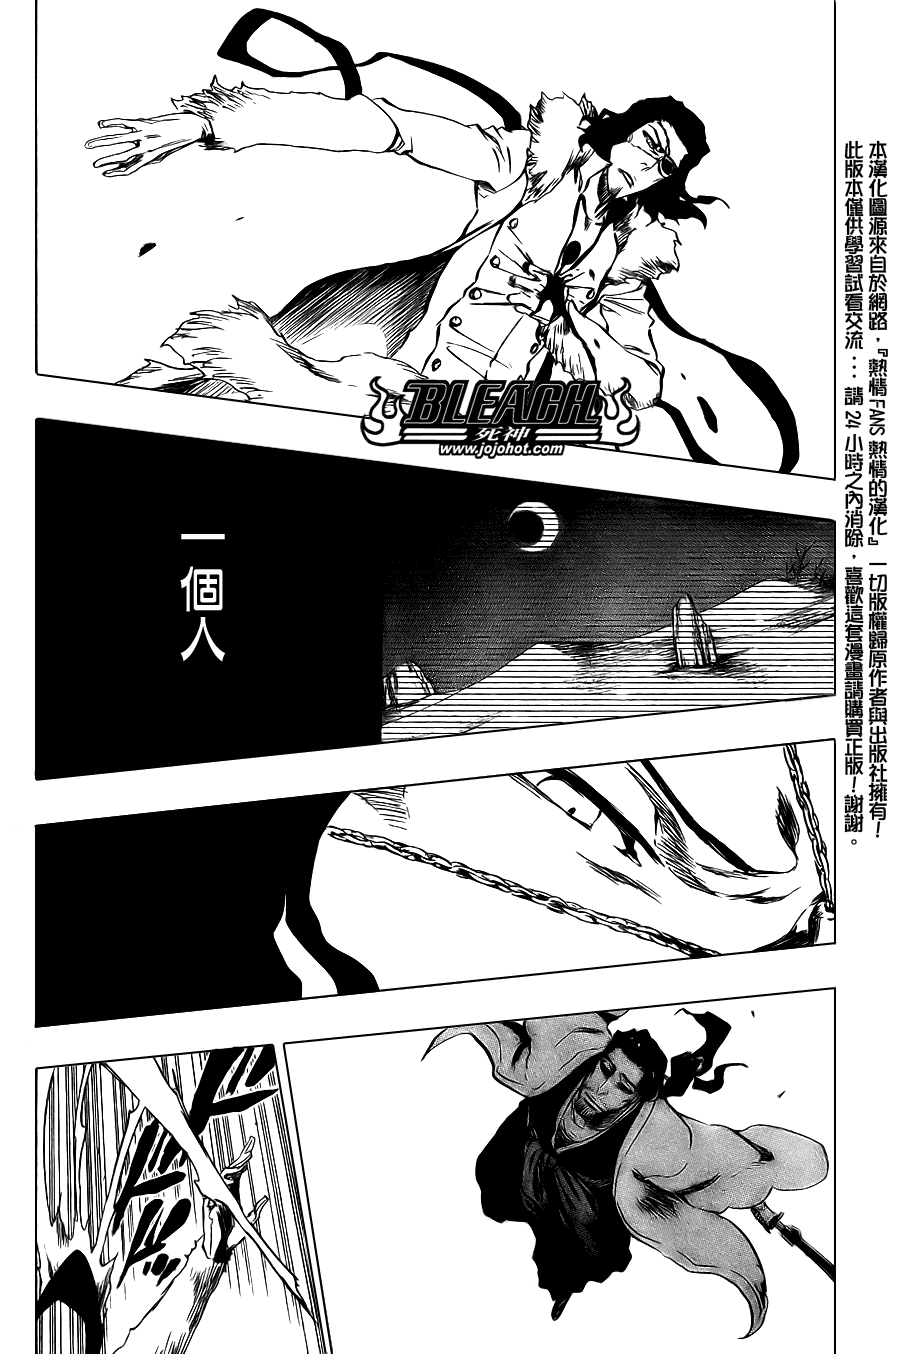 本漢化圖源來自於網路，『熱情FANS熱情的漢化』一切版權歸原作者與出版社擁有！
此版本僅供學習試看交流…請24小時之內消除，喜歡這套漫畫請購買正版！謝謝。
BLEACH
死神
www.jojohot.com
一個人
ドドドン